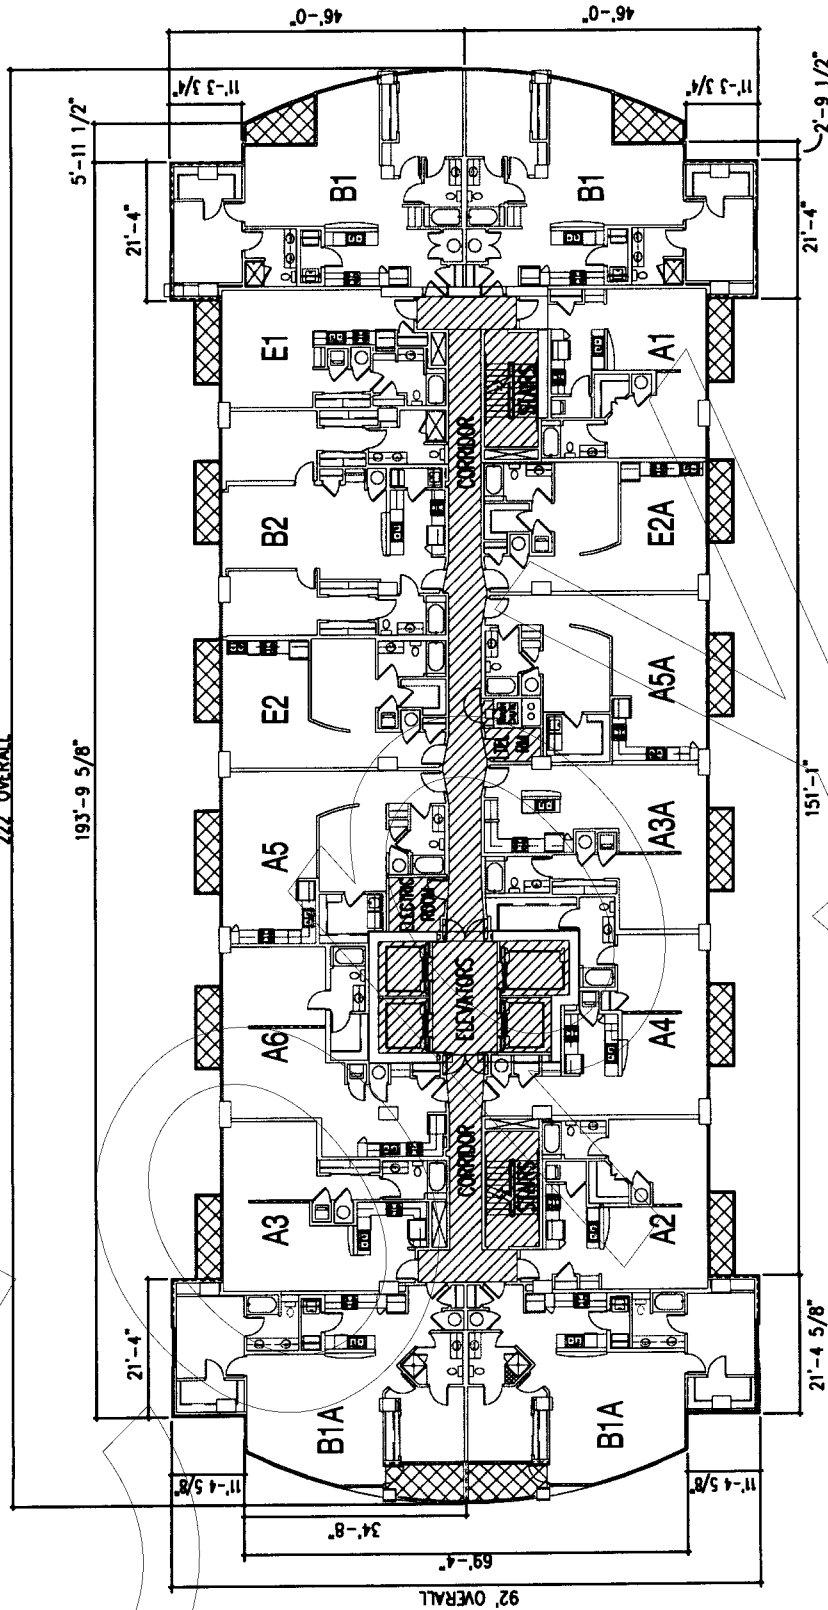 46'-0"
46'-0"
11'-3 3/4"
11'-3 3/4"
5'-11 1/2"
2'-9 1/2"
21'-4"
21'-4"
B1
B1
E1
A1
STAIRS
CORRIDOR
B2
E2A
E2
A5A
222' OVERALL
193'-9 5/8"
151'-1"
A5
A3A
ELECTRIC
ROOM
ELEVATORS
A6
A4
CORRIDOR
STAIRS
A3
A2
21'-4"
21'-4 5/8"
B1A
B1A
11'-4 5/8"
11'-4 5/8"
34'-8"
69'-4"
92' OVERALL